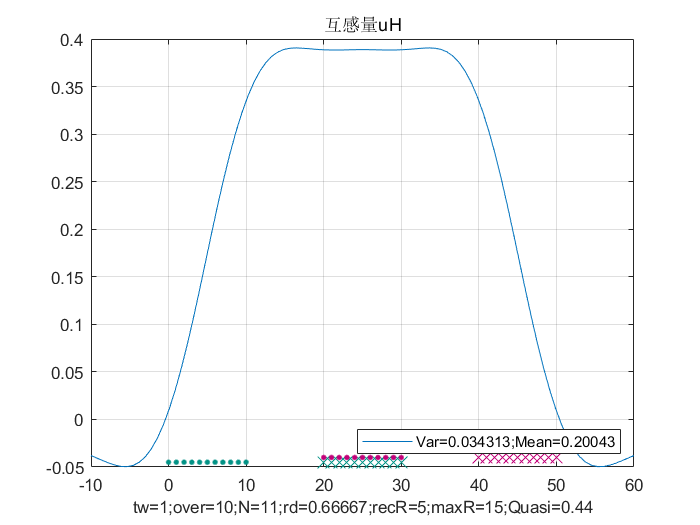 互感量uH
0.4
0.35
0.3
0.25
0.2
0.15
0.1
0.05
0
-0.05
Var=0.034313;Mean=0.20043
-10 0 10 20 30 40 50 60
tw=1;over=10;N=11;rd=0.66667;recR=5;maxR=15;Quasi=0.44